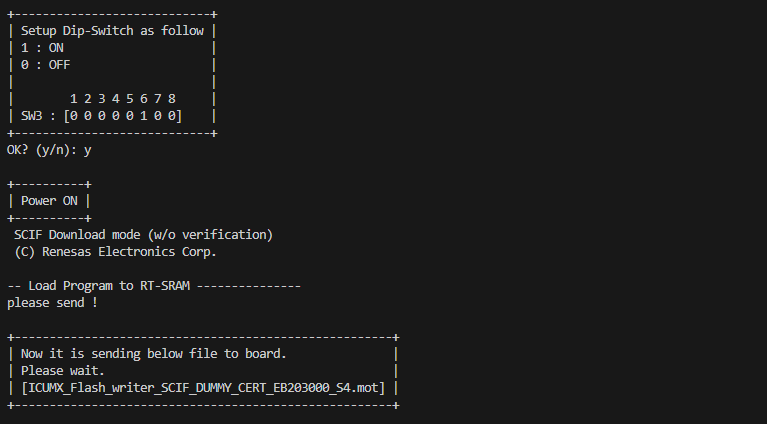 +----------------------------+
| Setup Dip-Switch as follow |
| 1 : ON                     |
| 0 : OFF                    |
|                            |
|        1 2 3 4 5 6 7 8     |
| SW3 : [0 0 0 0 0 1 0 0]    |
+----------------------------+
OK? (y/n): y

+----------+
| Power ON |
+----------+
 SCIF Download mode (w/o verification)
 (C) Renesas Electronics Corp.

-- Load Program to RT-SRAM ---------------
please send !

+------------------------------------------------------+
| Now it is sending below file to board.               |
| Please wait.                                         |
| [ICUMX_Flash_writer_SCIF_DUMMY_CERT_EB203000_S4.mot] |
+------------------------------------------------------+